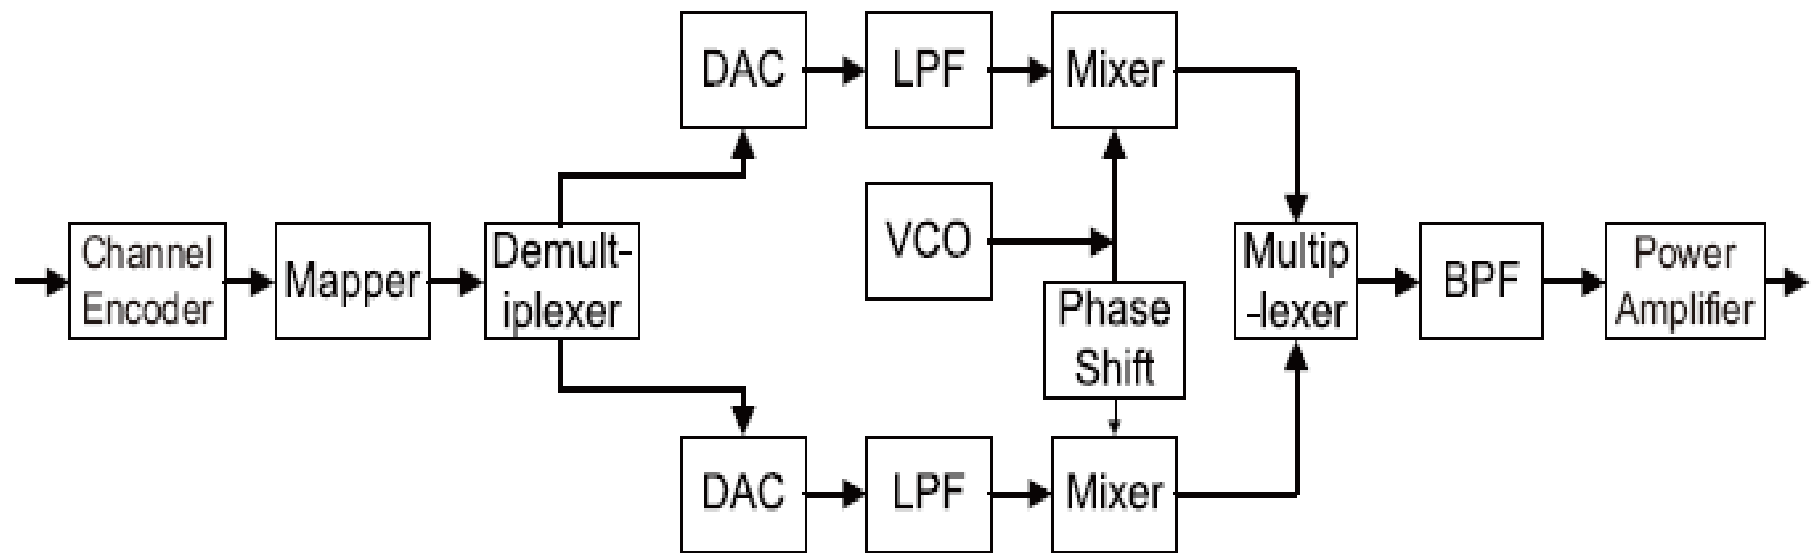 DAC
LPF
Mixer
VCO
Channel
Encoder
Mapper
Demult-
iplexer
Phase
Shift
Multip
-lexer
BPF
Power
Amplifier
DAC
LPF
Mixer